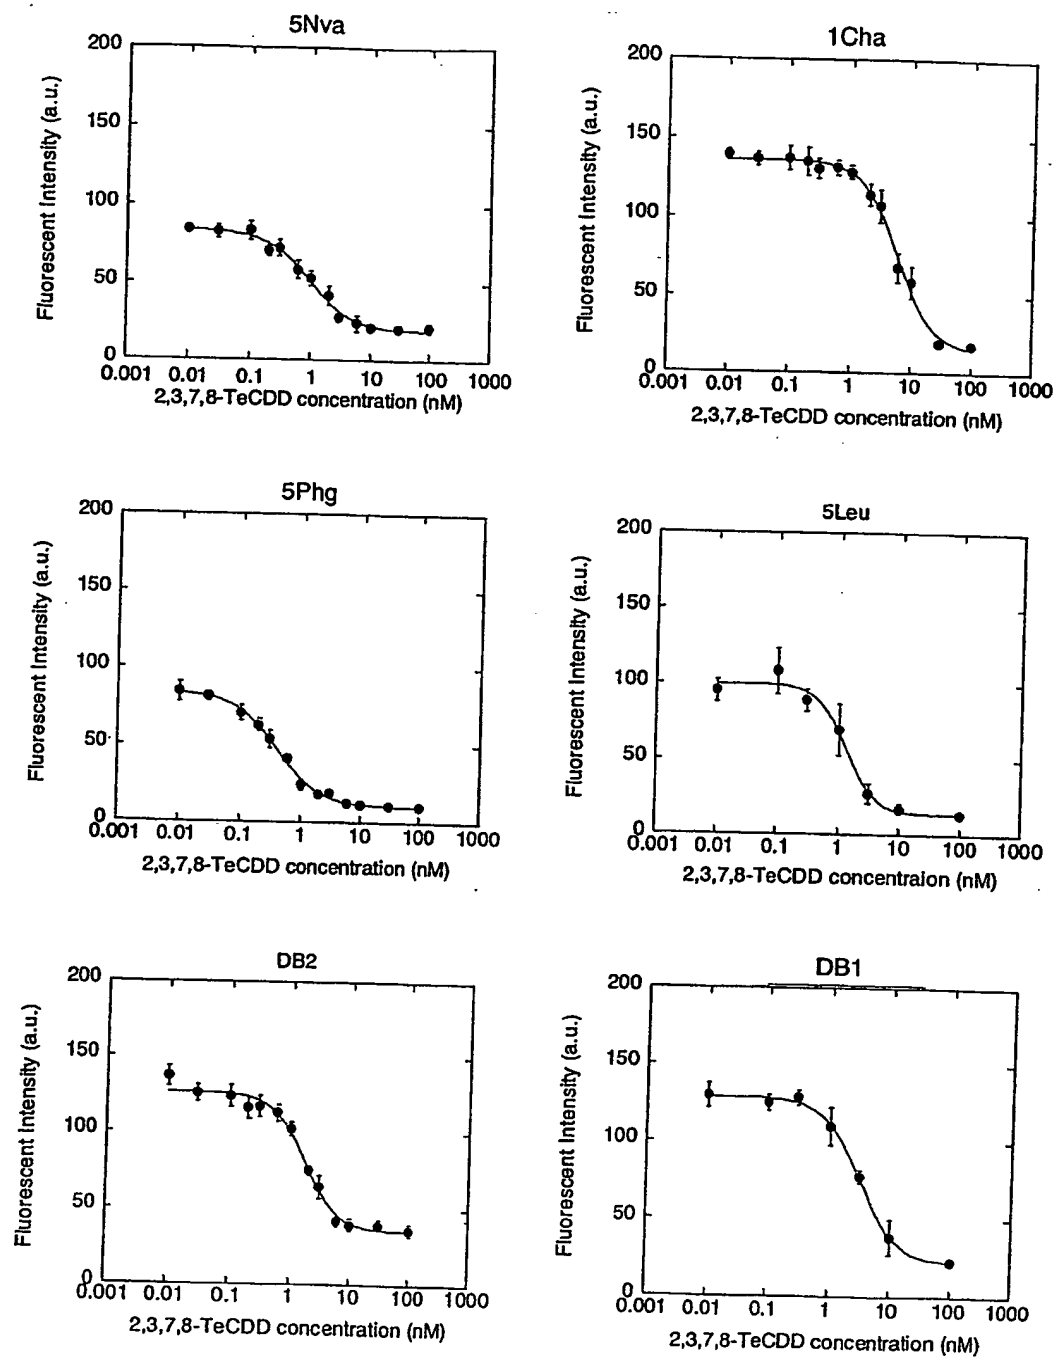 5Nva
200
150
100
50
0
Fluorescent Intensity (a.u.)
0.001 0.01 0.1 1 10 100 1000
2,3,7,8-TeCDD concentration (nM)
1Cha
200
150
100
50
0
Fluorescent Intensity (a.u.)
0.001 0.01 0.1 1 10 100 1000
2,3,7,8-TeCDD concentration (nM)
5Phg
200
150
100
50
0
Fluorescent Intensity (a.u.)
0.001 0.01 0.1 1 10 100 1000
2,3,7,8-TeCDD concentration (nM)
5Leu
200
150
100
50
0
Fluorescent Intensity (a.u.)
0.001 0.01 0.1 1 10 100 1000
2,3,7,8-TeCDD concentraion (nM)
DB2
200
150
100
50
0
Fluorescent Intensity (a.u.)
0.001 0.01 0.1 1 10 100 1000
2,3,7,8-TeCDD concentration (nM)
DB1
200
150
100
50
0
Fluorescent Intensity (a.u.)
0.001 0.01 0.1 1 10 100 1000
2,3,7,8-TeCDD concentration (nM)